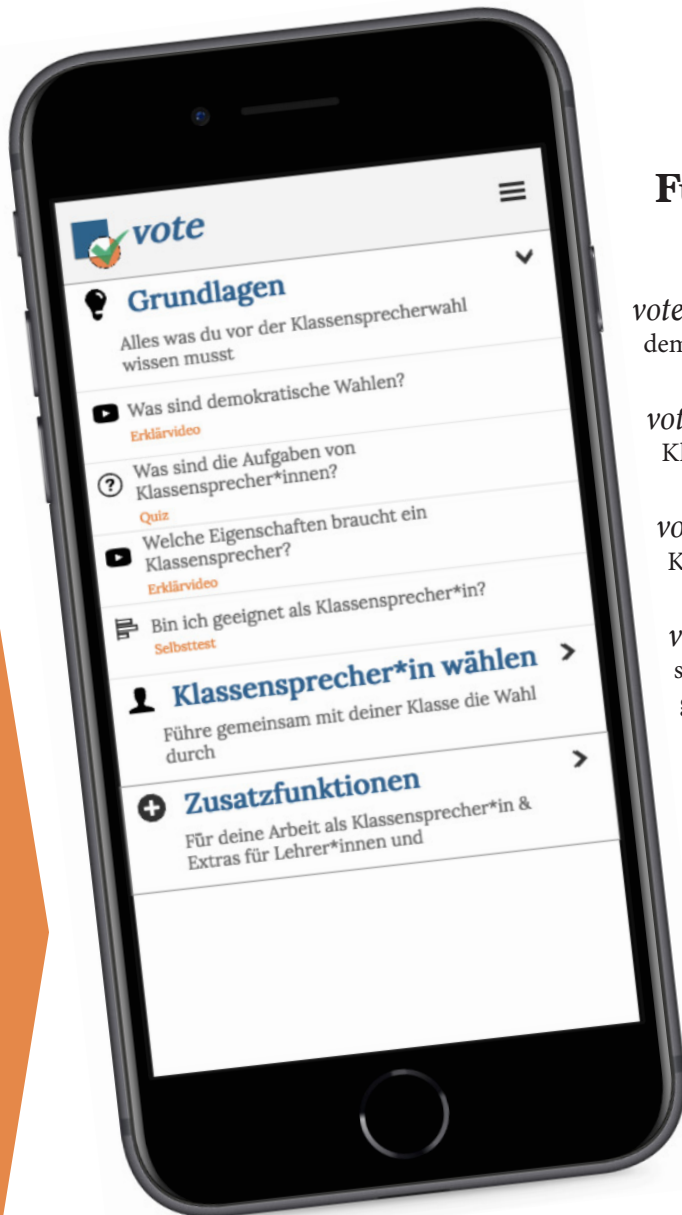 vote
Grundlagen
Alles was du vor der Klassensprecherwahl
wissen musst
Was sind demokratische Wahlen?
Erklärvideo
Was sind die Aufgaben von
Klassensprecher*innen?
Quiz
Welche Eigenschaften braucht ein
Klassensprecher?
Erklärvideo
Bin ich geeignet als Klassensprecher*in?
Selbsttest
Klassensprecher*in wählen
Führe gemeinsam mit deiner Klasse die Wahl
durch
Zusatzfunktionen
Für deine Arbeit als Klassensprecher*in &
Extras für Lehrer*innen und
vote